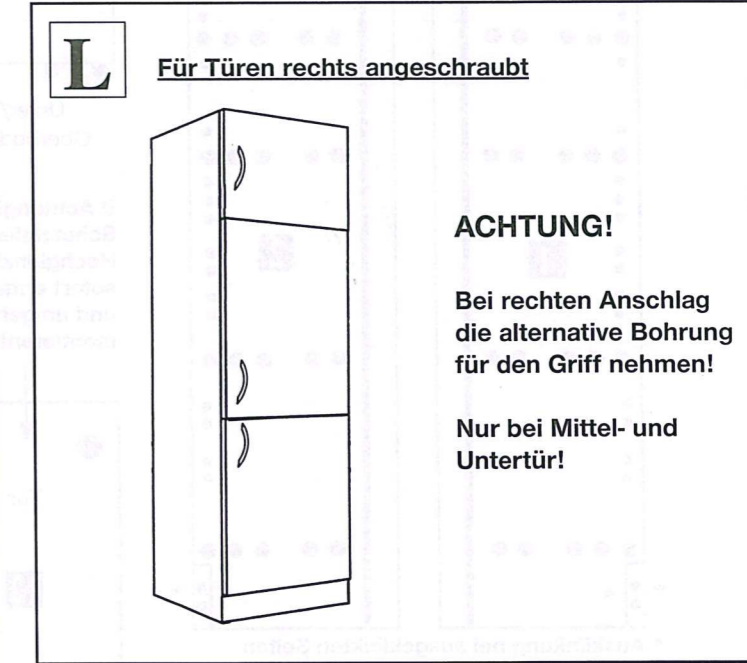 L
Für Türen rechts angeschraubt
ACHTUNG!
Bei rechten Anschlag
die alternative Bohrung
für den Griff nehmen!
Nur bei Mittel- und
Untertür!